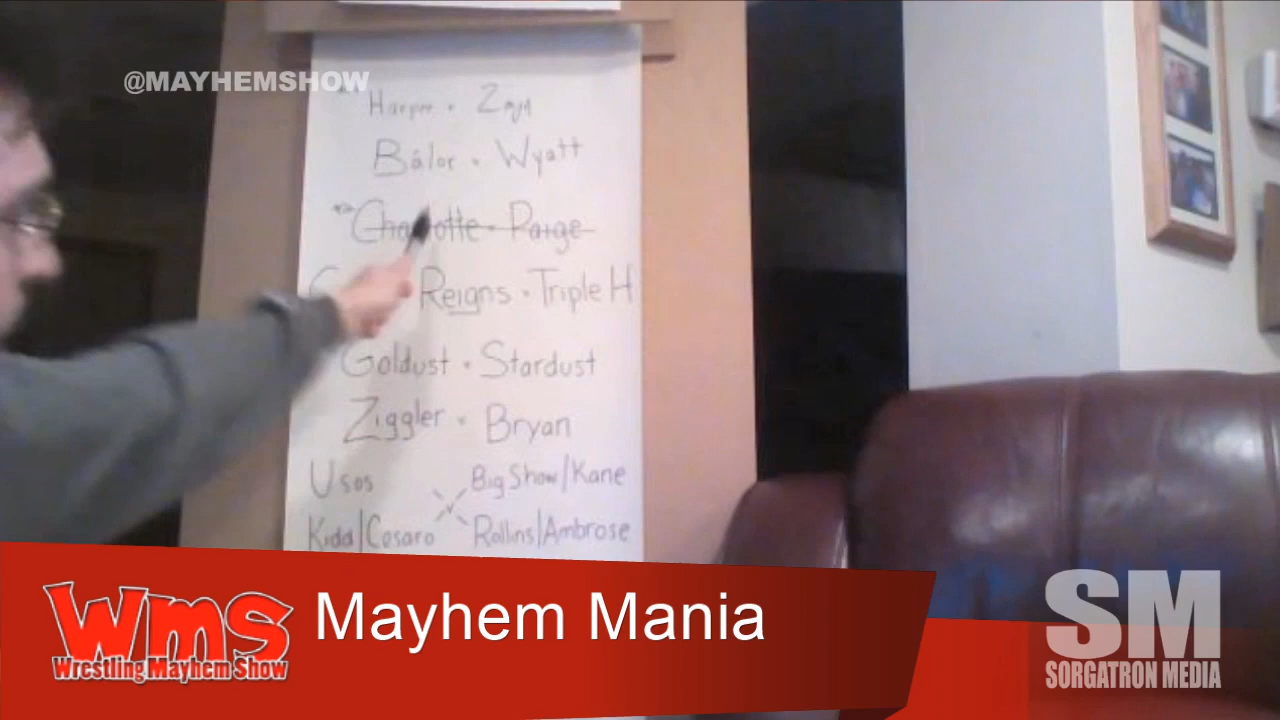 @MAYHEMSHOW
Harper • Zayn
Bálor • Wyatt
Charlotte • Paige
Reigns • Triple H
Goldust • Stardust
Ziggler • Bryan
Usos Big Show/Kane
V
Kidd/Cesaro Rollins/Ambrose
Wms
Wrestling Mayhem Show
Mayhem Mania
SM
SORGATRON MEDIA